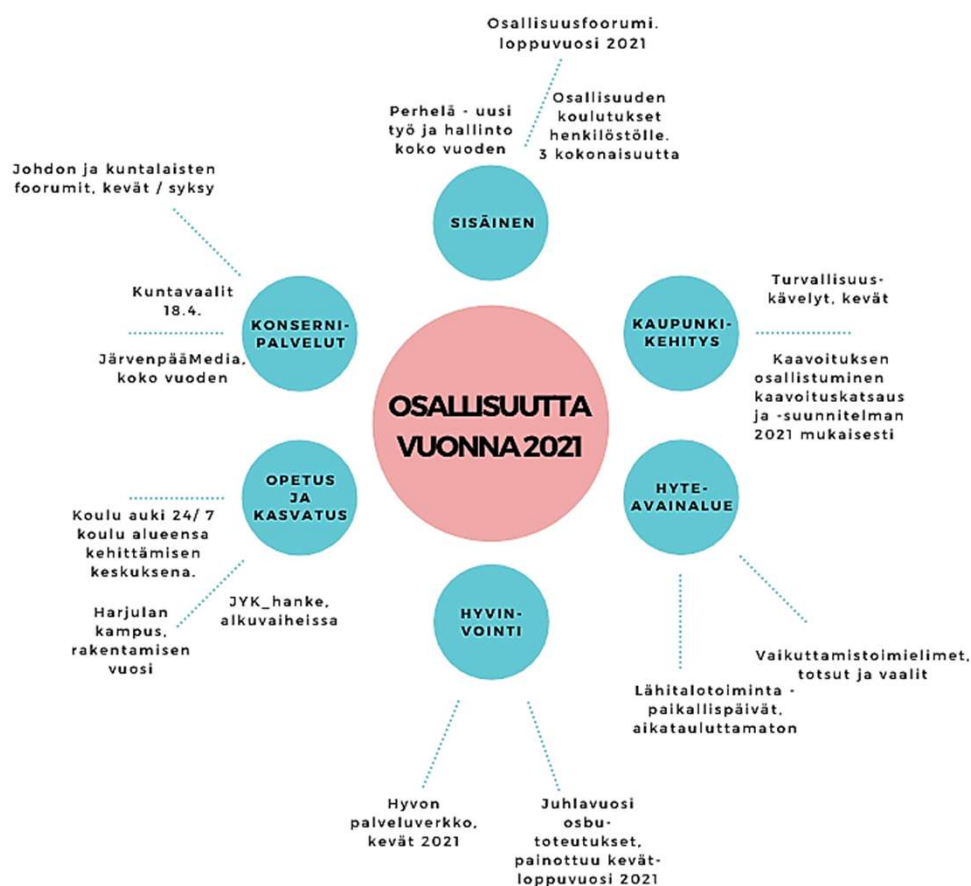 Osallisuusfoorumi.
loppuvuosi 2021
Perhelä - uusi
työ ja hallinto
koko vuoden
Osallisuuden
koulutukset
henkilöstölle.
3 kokonaisuutta
SISÄINEN
Johdon ja kuntalaisten
foorumit, kevät / syksy
Kuntavaalit
18.4.
JärvenpääMedia,
koko vuoden
KONSERNI-
PALVELUT
KAUPUNKI-
KEHITYS
Turvallisuus-
kävelyt, kevät
Kaavoituksen
osallistuminen
kaavoituskatsaus
ja -suunnitelman
2021 mukaisesti
OSALLISUUTTA
VUONNA 2021
OPETUS
JA
KASVATUS
Koulu auki 24/ 7
koulu alueensa
kehittämisen
keskuksena.
Harjulan
kampus,
rakentamisen
vuosi
JYK_hanke,
alkuvaiheissa
HYTE-
AVAINALUE
Vaikuttamistoimielimet,
totsut ja vaalit
Lähitalotoiminta -
paikallispäivät,
aikatauluttamaton
HYVIN-
VOINTI
Hyvon
palveluverkko,
kevät 2021
Juhlavuosi
osbu-
toteutukset,
painottuu kevät-
loppuvuosi 2021